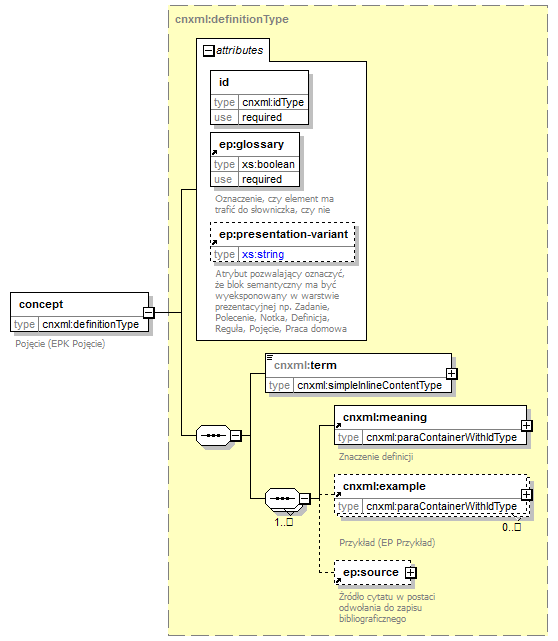 cnxml:definitionType
attributes
id
type cnxml:idType
use required
ep:glossary
type xs:boolean
use required
Oznaczenie, czy element ma
trafić do słowniczka, czy nie
ep:presentation-variant
type xs:string
Atrybut pozwalający oznaczyć,
że blok semantyczny ma być
wyeksponowany w warstwie
prezentacyjnej np. Zadanie,
Polecenie, Notka, Definicja,
Reguła, Pojęcie, Praca domowa
concept
type cnxml:definitionType
Pojęcie (EPK Pojęcie)
cnxml:term
type cnxml:simpleInlineContentType
cnxml:meaning
type cnxml:paraContainerWithIdType
Znaczenie definicji
cnxml:example
type cnxml:paraContainerWithIdType
1..
0..
Przykład (EP Przykład)
ep:source
Źródło cytatu w postaci
odwołania do zapisu
bibliograficznego